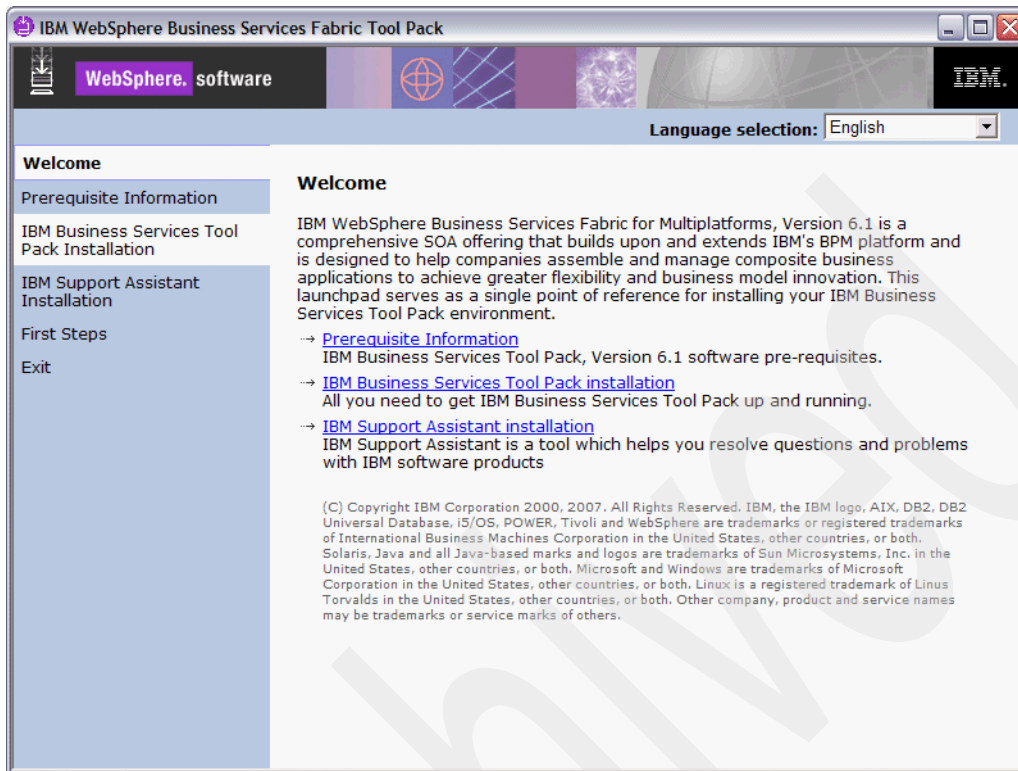 IBM WebSphere Business Services Fabric Tool Pack
WebSphere. software
IBM.
Language selection: English
Welcome
Prerequisite Information
IBM Business Services Tool
Pack Installation
IBM Support Assistant
Installation
First Steps
Exit
Welcome
IBM WebSphere Business Services Fabric for Multiplatforms, Version 6.1 is a
comprehensive SOA offering that builds upon and extends IBM's BPM platform and
is designed to help companies assemble and manage composite business
applications to achieve greater flexibility and business model innovation. This
launchpad serves as a single point of reference for installing your IBM Business
Services Tool Pack environment.
Prerequisite Information
IBM Business Services Tool Pack, Version 6.1 software pre-requisites.
IBM Business Services Tool Pack installation
All you need to get IBM Business Services Tool Pack up and running.
IBM Support Assistant installation
IBM Support Assistant is a tool which helps you resolve questions and problems
with IBM software products
(C) Copyright IBM Corporation 2000, 2007. All Rights Reserved. IBM, the IBM logo, AIX, DB2, DB2
Universal Database, i5/OS, POWER, Tivoli and WebSphere are trademarks or registered trademarks
of International Business Machines Corporation in the United States, other countries, or both.
Solaris, Java and all Java-based marks and logos are trademarks of Sun Microsystems, Inc. in the
United States, other countries, or both. Microsoft and Windows are trademarks of Microsoft
Corporation in the United States, other countries, or both. Linux is a registered trademark of Linus
Torvalds in the United States, other countries, or both. Other company, product and service names
may be trademarks or service marks of others.